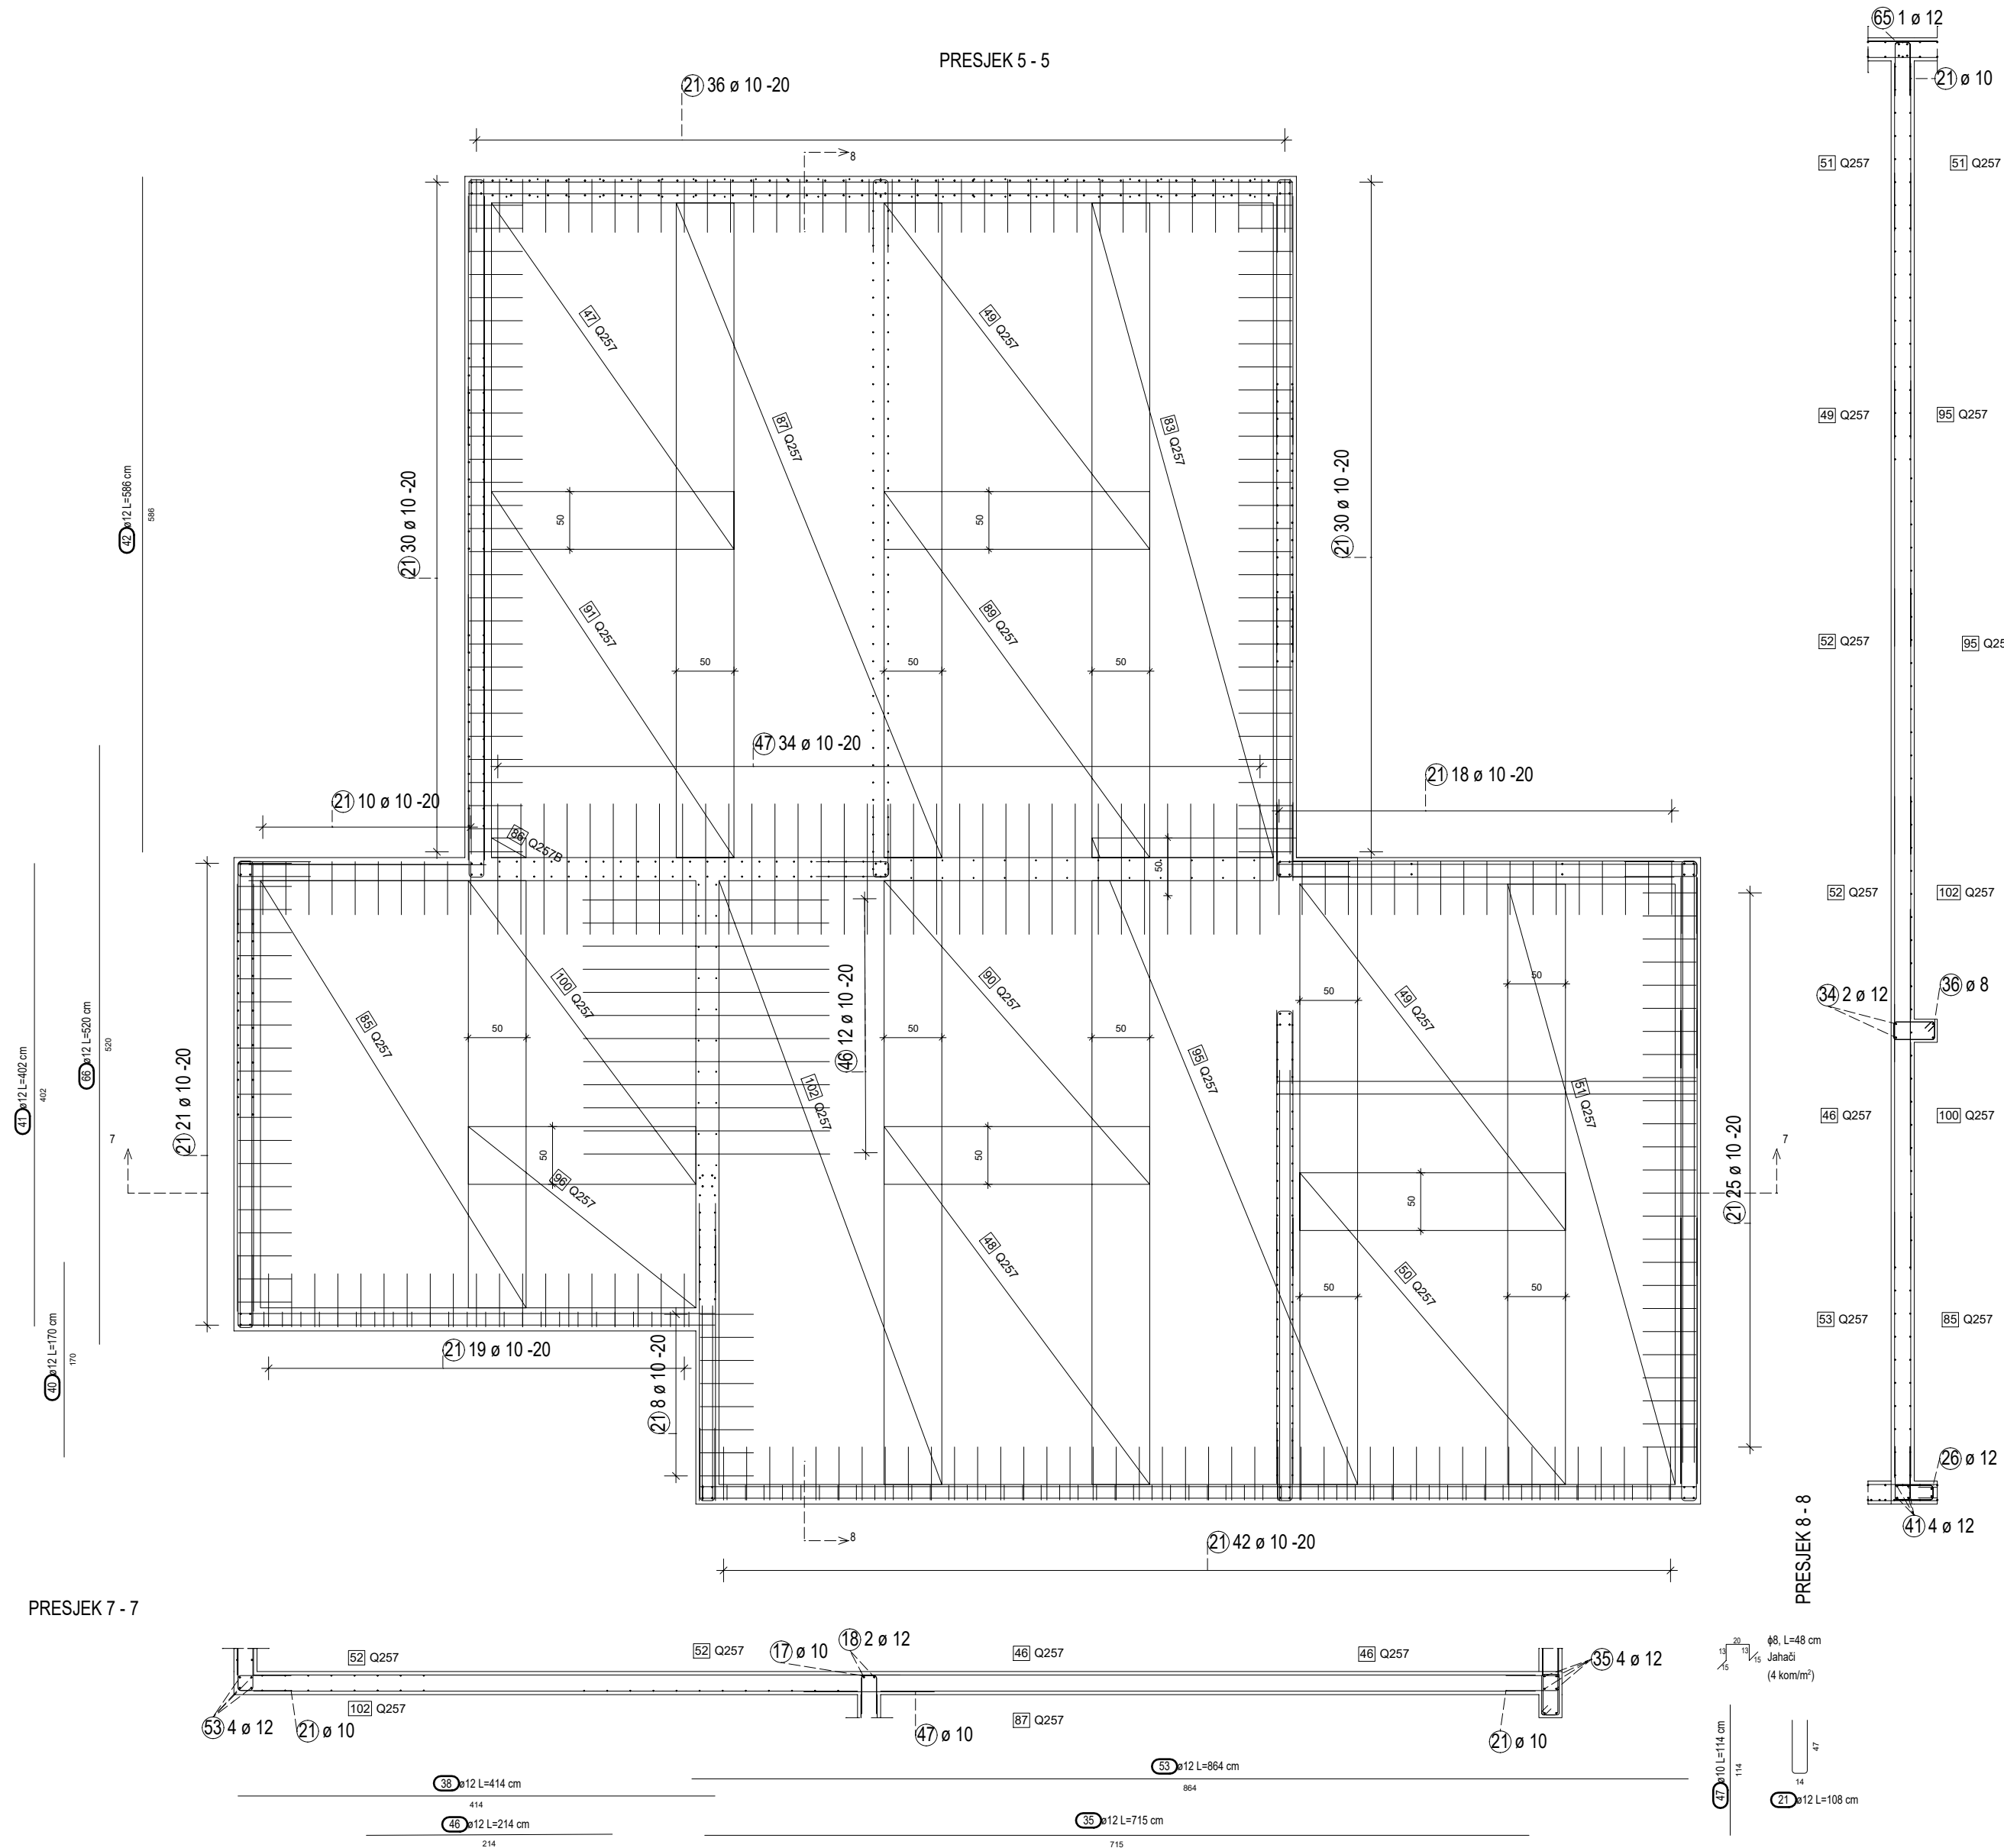 PRESJEK 5 - 5
65 1 ø 12
21 ø 10
21 36 ø 10 -20
8
51 Q257
51 Q257
47 Q257
87 Q257
49 Q257
83 Q257
49 Q257
95 Q257
42 ø12 L=586 cm
586
21 30 ø 10 -20
21 30 ø 10 -20
50
50
91 Q257
89 Q257
52 Q257
95 Q25
50
50
50
47 34 ø 10 -20
21 10 ø 10 -20
21 18 ø 10 -20
86 Q257B
50
52 Q257
102 Q257
41 ø12 L=402 cm
402
66 ø12 L=520 cm
520
40 ø12 L=170 cm
170
21 21 ø 10 -20
85 Q257
100 Q257
50
46 12 ø 10 -20
90 Q257
50
50
95 Q257
102 Q257
50
50
49 Q257
51 Q257
34 2 ø 12
36 ø 8
46 Q257
100 Q257
7
7
50
96 Q257
50
50
21 25 ø 10 -20
48 Q257
50 Q257
50
50
53 Q257
85 Q257
21 19 ø 10 -20
21 8 ø 10 -20
26 ø 12
41 4 ø 12
8
21 42 ø 10 -20
PRESJEK 8 - 8
PRESJEK 7 - 7
52 Q257
52 Q257
17 ø 10
18 2 ø 12
46 Q257
46 Q257
35 4 ø 12
102 Q257
53 4 ø 12
21 ø 10
47 ø 10
87 Q257
21 ø 10
20
13
13
15
15
ϕ8, L=48 cm
Jahači
(4 kom/m²)
38 ø12 L=414 cm
414
53 ø12 L=864 cm
864
46 ø12 L=214 cm
214
35 ø12 L=715 cm
715
47 ø10 L=114 cm
114
47
14
21 ø12 L=108 cm